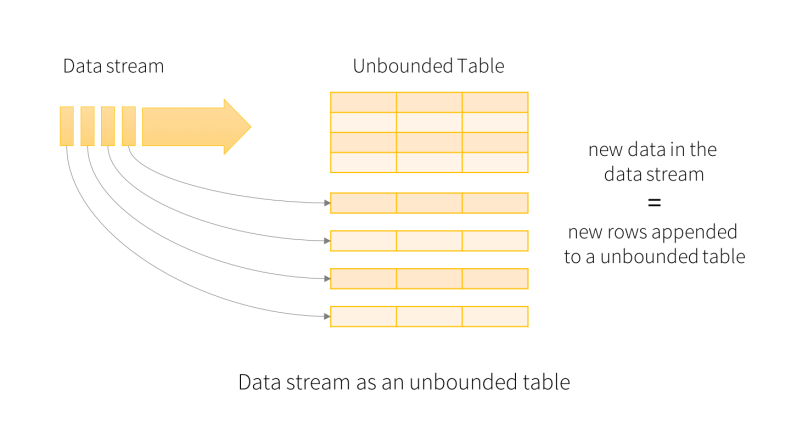 Data stream
Unbounded Table
new data in the
data stream
=
new rows appended
to a unbounded table
Data stream as an unbounded table